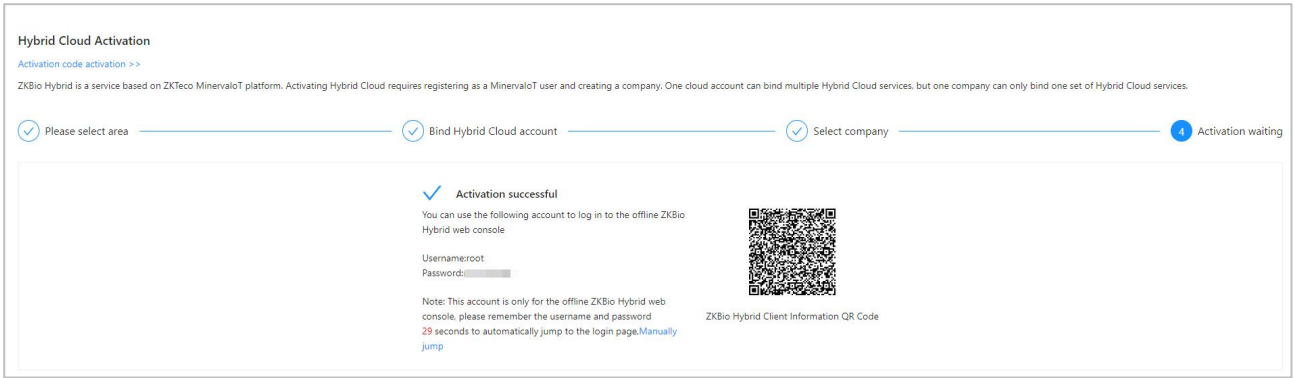 Hybrid Cloud Activation
Activation code activation >>
ZKBio Hybrid is a service based on ZKTeco MinervaIoT platform. Activating Hybrid Cloud requires registering as a MinervaIoT user and creating a company. One cloud account can bind multiple Hybrid Cloud services, but one company can only bind one set of Hybrid Cloud services.
Please select area
Bind Hybrid Cloud account
Select company
4 Activation waiting
Activation successful
You can use the following account to log in to the offline ZKBio
Hybrid web console
Username:root
Password:
Note: This account is only for the offline ZKBio Hybrid web
console, please remember the username and password
29 seconds to automatically jump to the login page.Manually
jump
ZKBio Hybrid Client Information QR Code